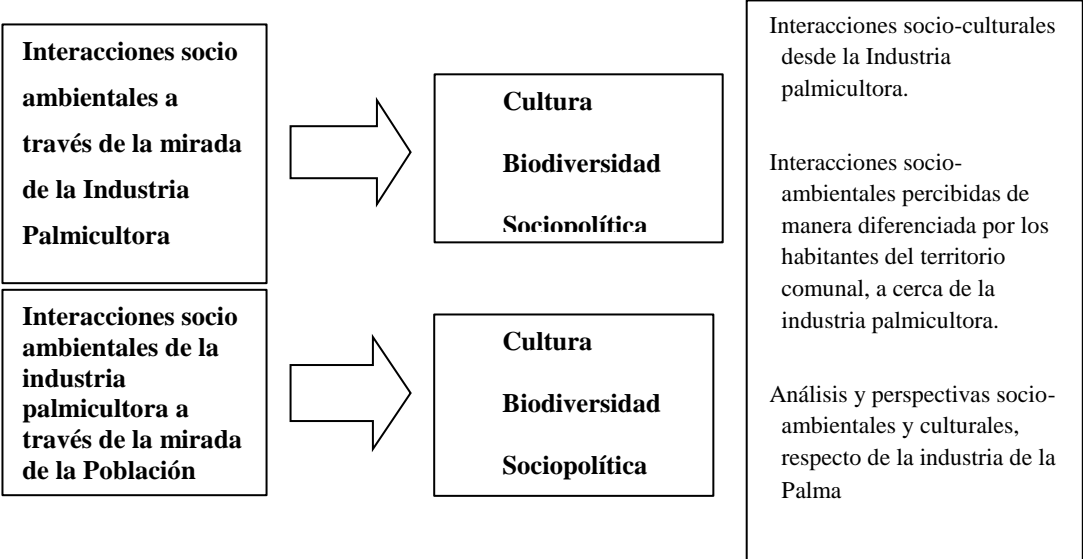 Interacciones socio
ambientales a
través de la mirada
de la Industria
Palmicultora
Cultura
Biodiversidad
Sociopolítica
Interacciones socio
ambientales de la
industria
palmicultora a
través de la mirada
de la Población
Cultura
Biodiversidad
Sociopolítica
Interacciones socio-culturales
desde la Industria
palmicultora.
Interacciones socio-
ambientales percibidas de
manera diferenciada por los
habitantes del territorio
comunal, a cerca de la
industria palmicultora.
Análisis y perspectivas socio-
ambientales y culturales,
respecto de la industria de la
Palma